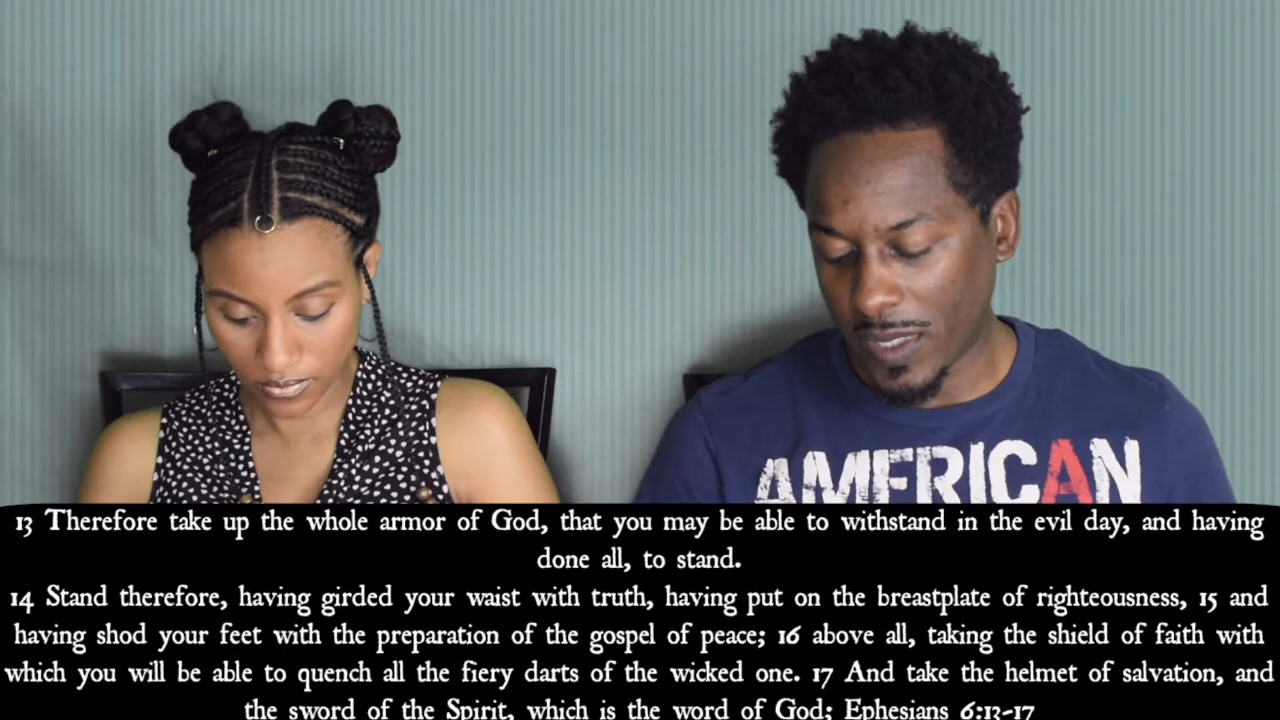 AMERICAN
13 Therefore take up the whole armor of God, that you may be able to withstand in the evil day, and having
done all, to stand.
14 Stand therefore, having girded your waist with truth, having put on the breastplate of righteousness, 15 and
having shod your feet with the preparation of the gospel of peace; 16 above all, taking the shield of faith with
which you will be able to quench all the fiery darts of the wicked one. 17 And take the helmet of salvation, and
the sword of the Spirit, which is the word of God; Ephesians 6:13-17